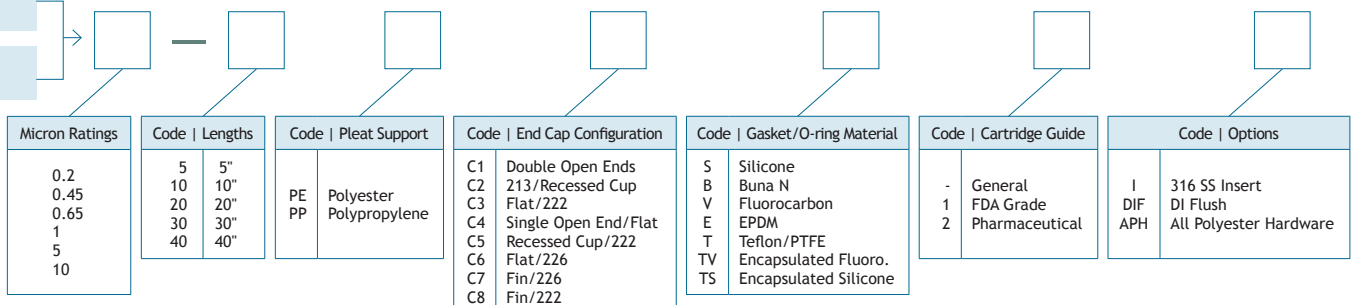 Micron Ratings
0.2
0.45
0.65
1
5
10
Code | Lengths
5 5"
10 10"
20 20"
30 30"
40 40"
Code | Pleat Support
PE Polyester
PP Polypropylene
Code | End Cap Configuration
C1 Double Open Ends
C2 213/Recessed Cup
C3 Flat/222
C4 Single Open End/Flat
C5 Recessed Cup/222
C6 Flat/226
C7 Fin/226
C8 Fin/222
Code | Gasket/O-ring Material
S Silicone
B Buna N
V Fluorocarbon
E EPDM
T Teflon/PTFE
TV Encapsulated Fluoro.
TS Encapsulated Silicone
Code | Cartridge Guide
- General
1 FDA Grade
2 Pharmaceutical
Code | Options
I 316 SS Insert
DIF DI Flush
APH All Polyester Hardware